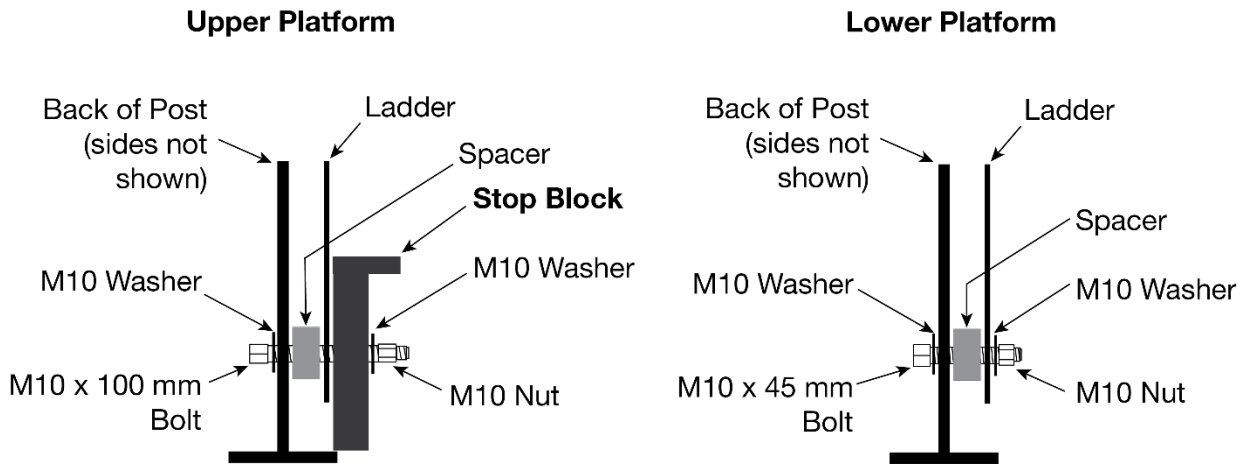 Upper Platform
Back of Post
(sides not
shown)
Ladder
Spacer
Stop Block
M10 Washer
M10 Washer
M10 x 100 mm
Bolt
M10 Nut
Lower Platform
Back of Post
(sides not
shown)
Ladder
Spacer
M10 Washer
M10 Washer
M10 x 45 mm
Bolt
M10 Nut